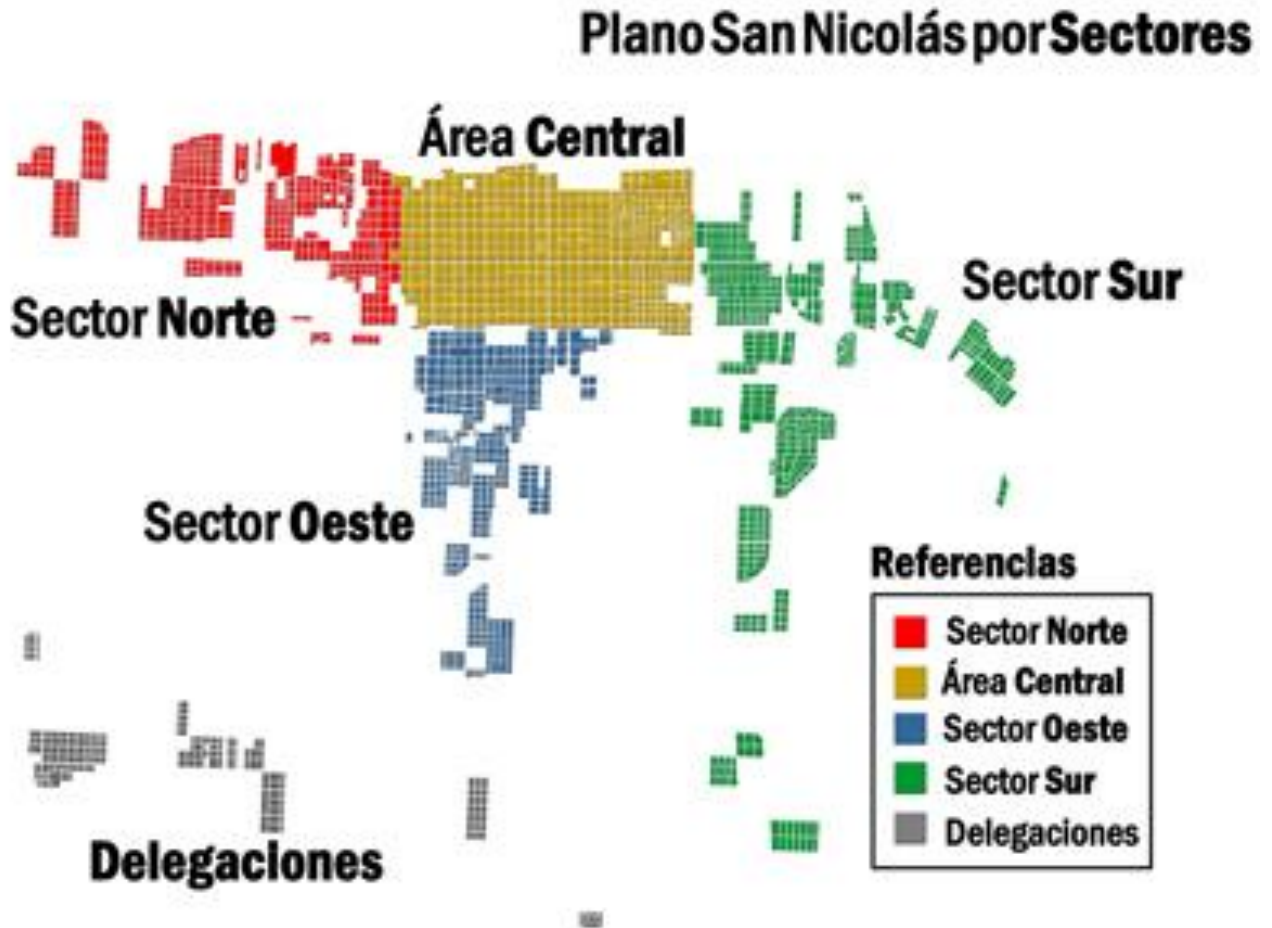 Plano San Nicolás por Sectores
Área Central
Sector Sur
Sector Norte
Sector Oeste
Referencias
Sector Norte
Área Central
Sector Oeste
Sector Sur
Delegaciones
Delegaciones